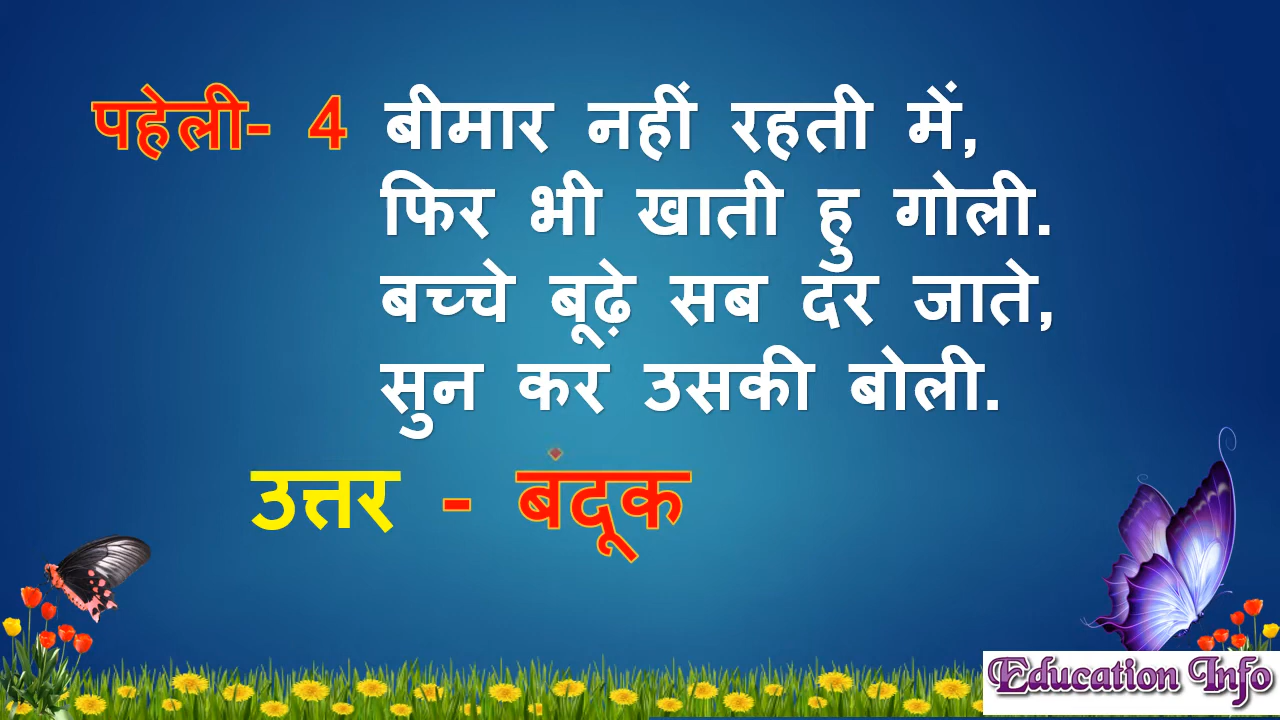 पहेली- 4 बीमार नहीं रहती में,
फिर भी खाती हु गोली.
बच्चे बूढ़े सब दर जाते,
सुन कर उसकी बोली.
उत्तर - बंदूक
Education Info